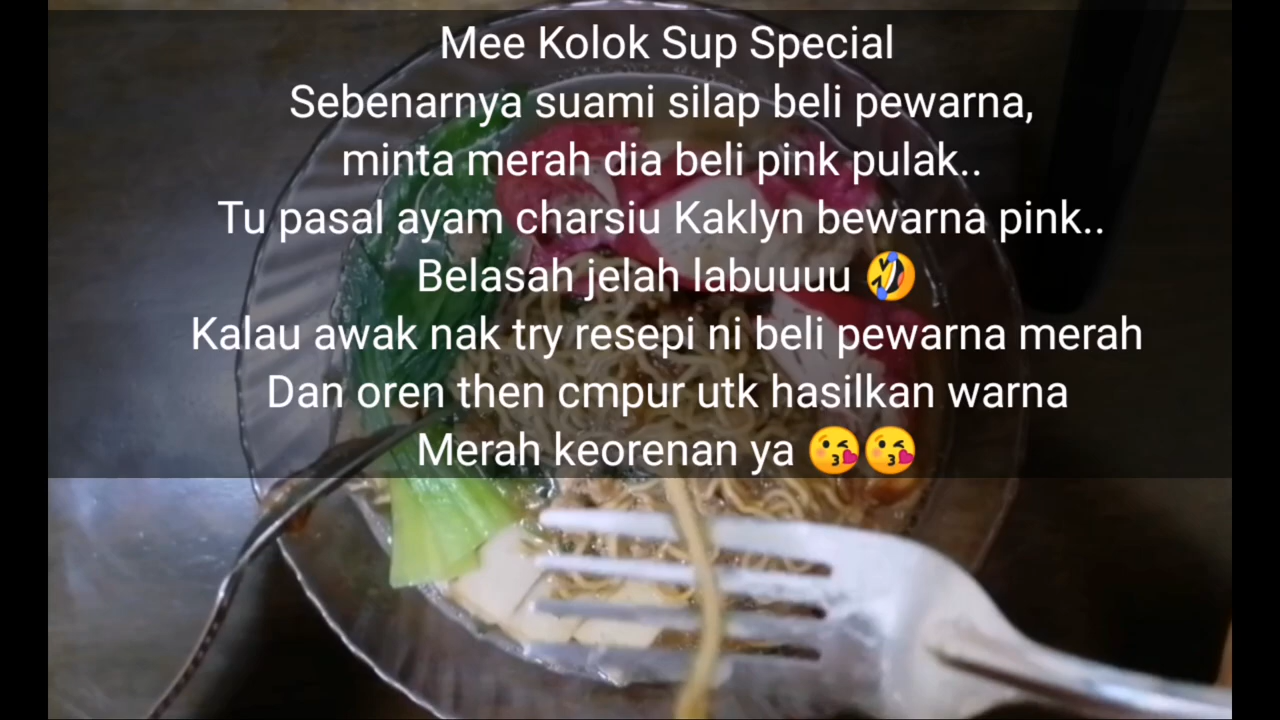 Mee Kolok Sup Special
Sebenarnya suami silap beli pewarna,
minta merah dia beli pink pulak..
Tu pasal ayam charsiu Kaklyn bewarna pink..
Belasah jelah labuuuu 🤣
Kalau awak nak try resepi ni beli pewarna merah
Dan oren then cmpur utk hasilkan warna
Merah keorenan ya 😘😘